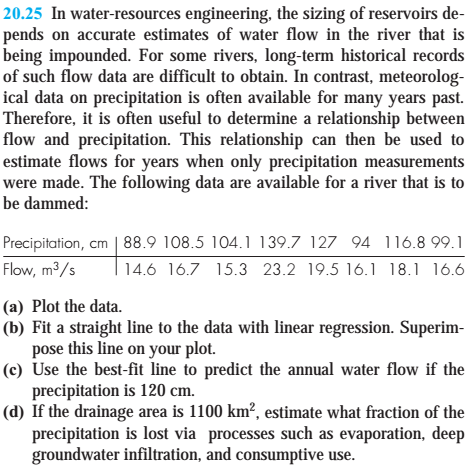 20.25 In water-resources engineering, the sizing of reservoirs de-
pends on accurate estimates of water flow in the river that is
being impounded. For some rivers, long-term historical records
of such flow data are difficult to obtain. In contrast, meteorolog-
ical data on precipitation is often available for many years past.
Therefore, it is often useful to determine a relationship between
flow and precipitation. This relationship can then be used to
estimate flows for years when only precipitation measurements
were made. The following data are available for a river that is to
be dammed:
Precipitation, cm 88.9 108.5 104.1 139.7 127 94 116.8 99.1
Flow, m³/s 14.6 16.7 15.3 23.2 19.5 16.1 18.1 16.6
(a) Plot the data.
(b) Fit a straight line to the data with linear regression. Superim-
pose this line on your plot.
(c) Use the best-fit line to predict the annual water flow if the
precipitation is 120 cm.
(d) If the drainage area is 1100 km², estimate what fraction of the
precipitation is lost via processes such as evaporation, deep
groundwater infiltration, and consumptive use.